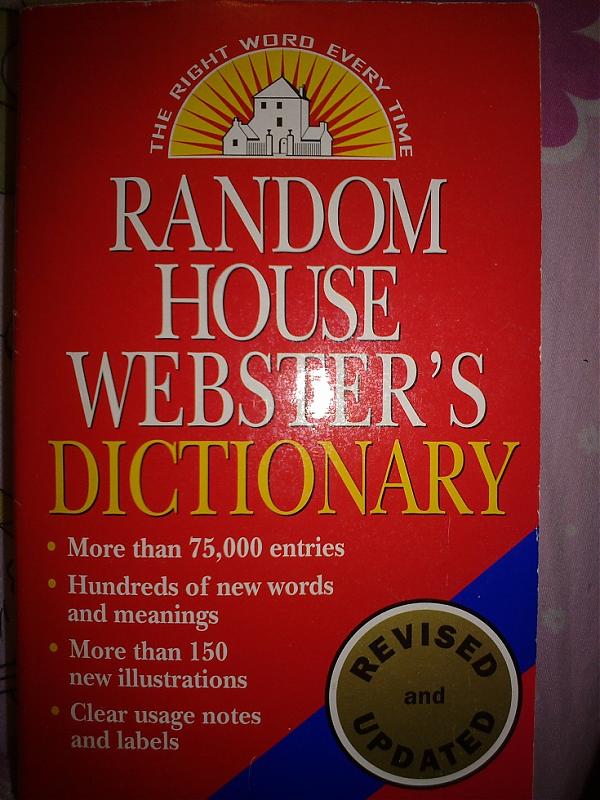 THE RIGHT WORD EVERY TIME
RANDOM
HOUSE
WEBSTER'S
DICTIONARY
• More than 75,000 entries
• Hundreds of new words
and meanings
• More than 150
new illustrations
• Clear usage notes
and labels
REVISED
and
UPDATED